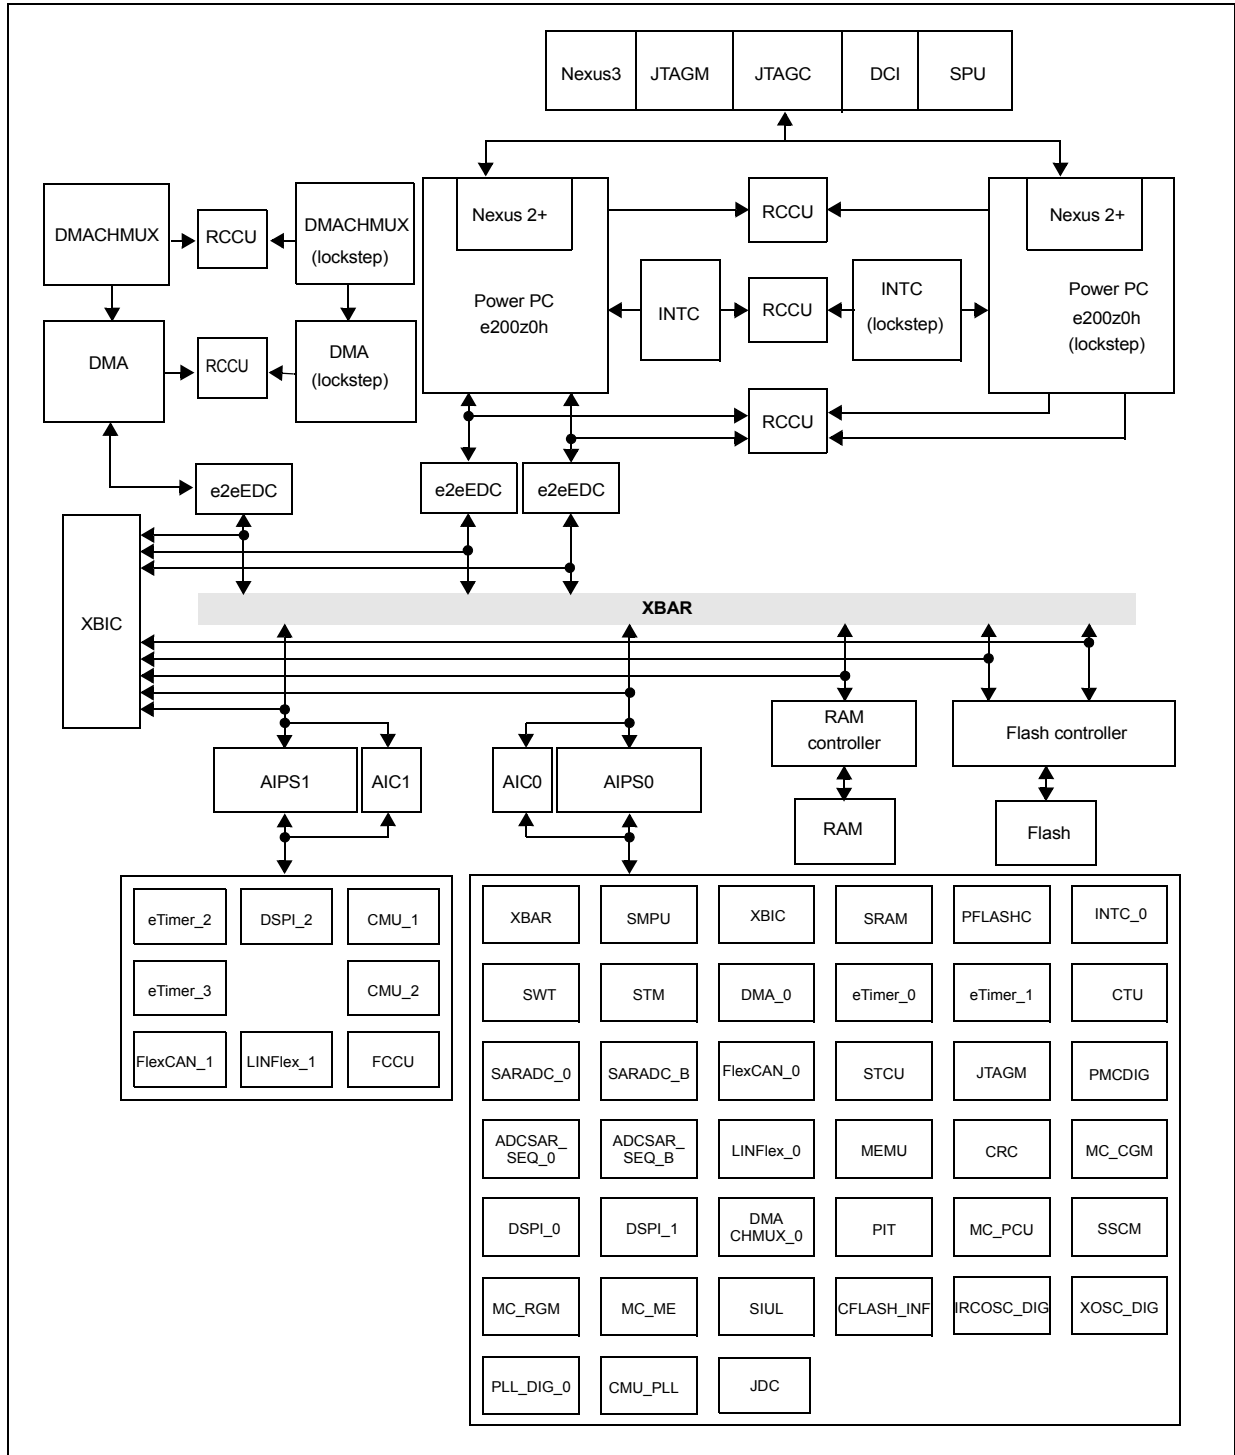 Nexus3 JTAGM JTAGC DCI SPU
DMACHMUX
RCCU
DMACHMUX
(lockstep)
Nexus 2+
RCCU
Nexus 2+
Power PC
e200z0h
INTC
RCCU
INTC
(lockstep)
Power PC
e200z0h
(lockstep)
DMA
RCCU
DMA
(lockstep)
RCCU
e2eEDC
e2eEDC
e2eEDC
XBIC
XBAR
AIPS1
AIC1
AIC0
AIPS0
RAM
controller
Flash controller
RAM
Flash
eTimer_2 DSPI_2 CMU_1
eTimer_3 CMU_2
FlexCAN_1 LINFlex_1 FCCU
XBAR SMPU XBIC SRAM PFLASHC INTC_0
SWT STM DMA_0 eTimer_0 eTimer_1 CTU
SARADC_0 SARADC_B FlexCAN_0 STCU JTAGM PMCDIG
ADCSAR_
SEQ_0
ADCSAR_
SEQ_B
LINFlex_0 MEMU CRC MC_CGM
DSPI_0 DSPI_1
DMA
CHMUX_0
PIT MC_PCU SSCM
MC_RGM MC_ME SIUL CFLASH_INF IRCOSC_DIG XOSC_DIG
PLL_DIG_0 CMU_PLL JDC